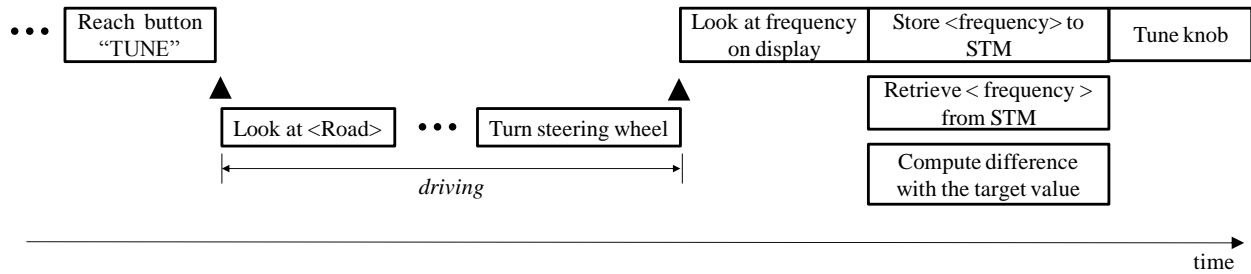 ••• Reach button
“TUNE”
Look at frequency
on display
Store <frequency> to
STM
Tune knob
Retrieve < frequency >
from STM
Look at <Road>
•••
Turn steering wheel
Compute difference
with the target value
driving
time